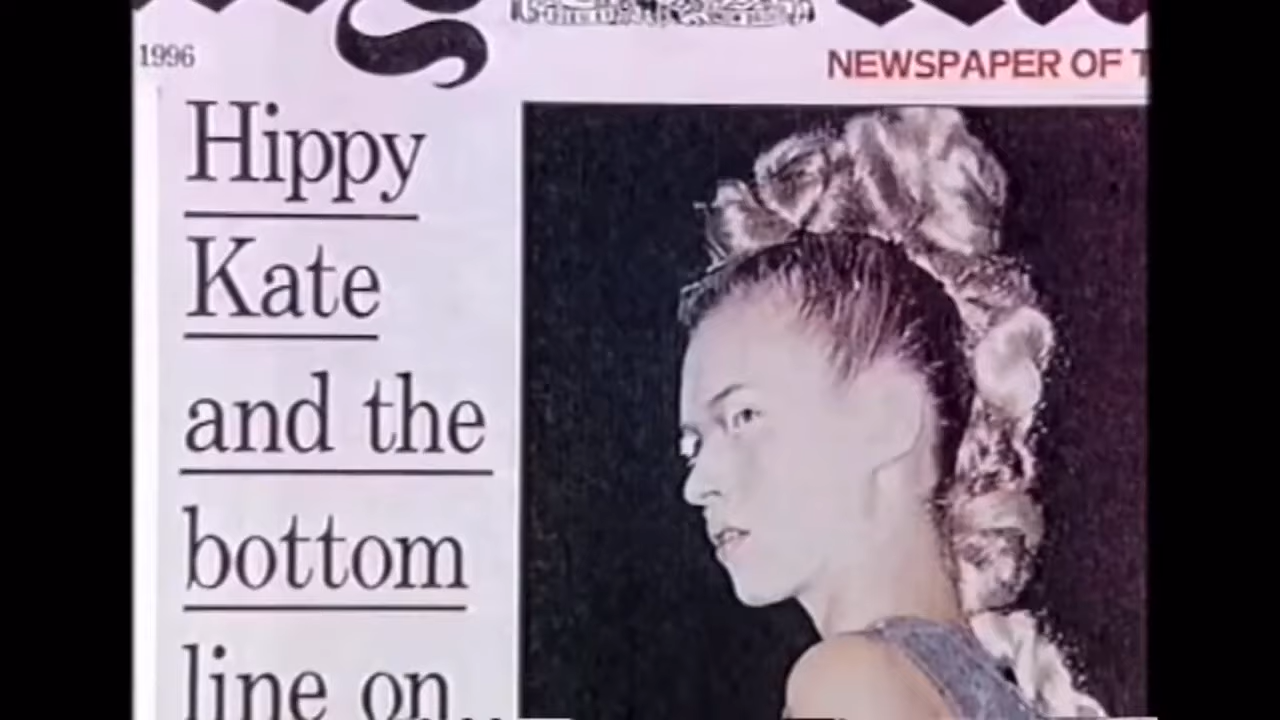 1996
NEWSPAPER OF
Hippy
Kate
and the
bottom
line on